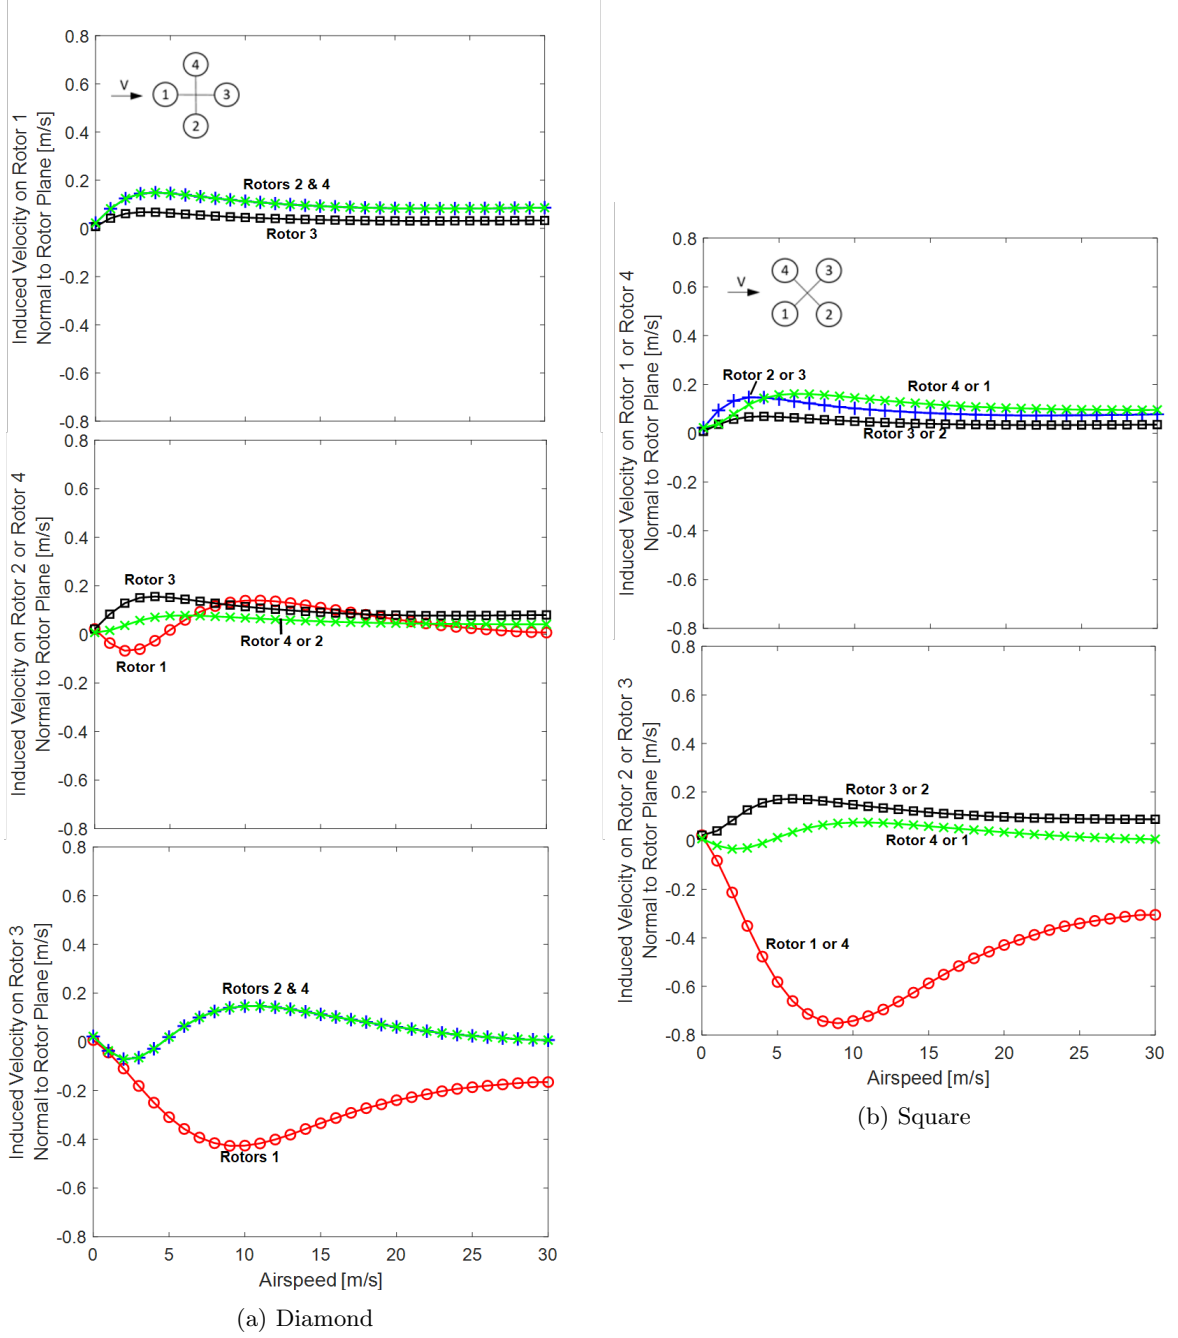 Induced Velocity on Rotor 1
Normal to Rotor Plane [m/s]
0.8
0.6
0.4
0.2
0
-0.2
-0.4
-0.6
-0.8
V
4
1
3
2
Rotors 2 & 4
Rotor 3
Induced Velocity on Rotor 2 or Rotor 4
Normal to Rotor Plane [m/s]
0.8
0.6
0.4
0.2
0
-0.2
-0.4
-0.6
-0.8
Rotor 3
Rotor 4 or 2
Rotor 1
Induced Velocity on Rotor 3
Normal to Rotor Plane [m/s]
0.8
0.6
0.4
0.2
0
-0.2
-0.4
-0.6
-0.8
Rotors 2 & 4
Rotors 1
0 5 10 15 20 25 30
Airspeed [m/s]
(a) Diamond
Induced Velocity on Rotor 1 or Rotor 4
Normal to Rotor Plane [m/s]
0.8
0.6
0.4
0.2
0
-0.2
-0.4
-0.6
-0.8
V
4
3
1
2
Rotor 2 or 3
Rotor 4 or 1
Rotor 3 or 2
Induced Velocity on Rotor 2 or Rotor 3
Normal to Rotor Plane [m/s]
0.8
0.6
0.4
0.2
0
-0.2
-0.4
-0.6
-0.8
Rotor 3 or 2
Rotor 4 or 1
Rotor 1 or 4
0 5 10 15 20 25 30
Airspeed [m/s]
(b) Square